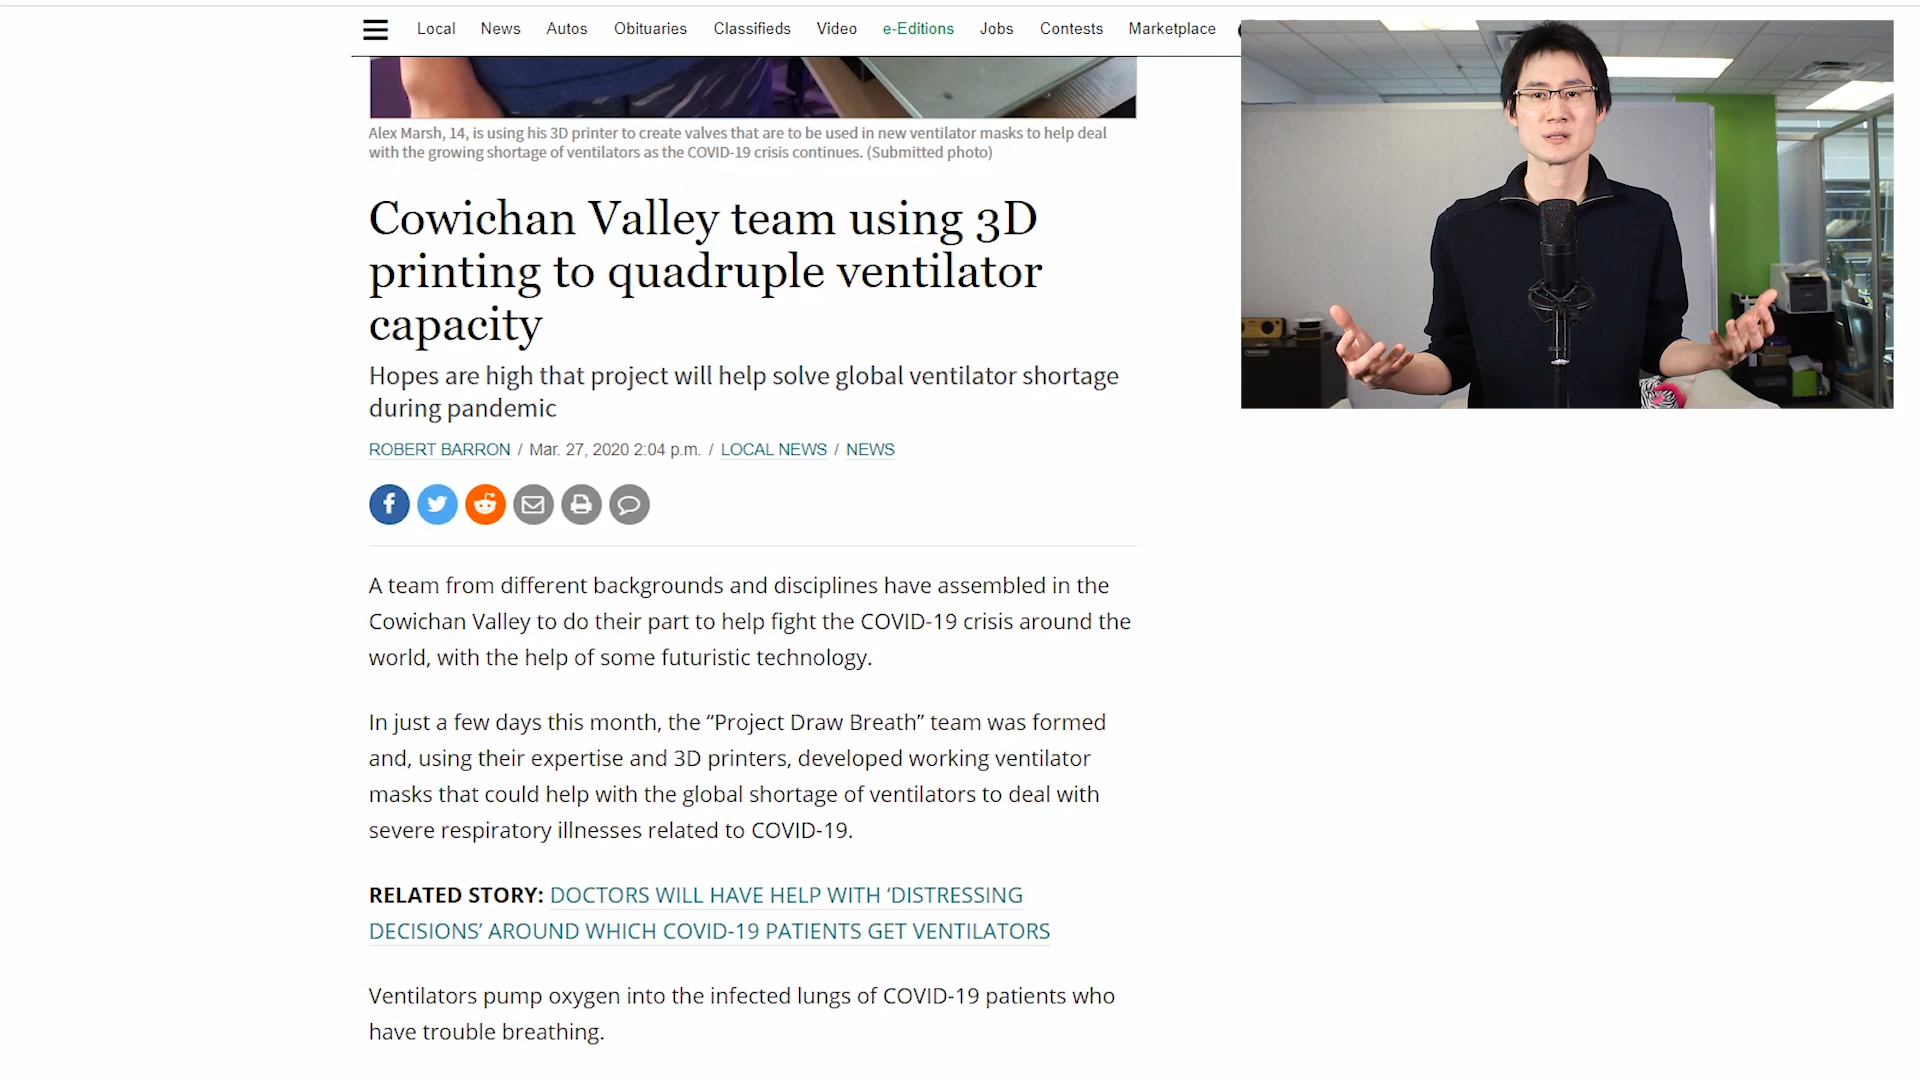 Local News Autos Obituaries Classifieds Video e-Editions Jobs Contests Marketplace
Alex Marsh, 14, is using his 3D printer to create valves that are to be used in new ventilator masks to help deal
with the growing shortage of ventilators as the COVID-19 crisis continues. (Submitted photo)
Cowichan Valley team using 3D
printing to quadruple ventilator
capacity
Hopes are high that project will help solve global ventilator shortage
during pandemic
ROBERT BARRON / Mar. 27, 2020 2:04 p.m. / LOCAL NEWS / NEWS
A team from different backgrounds and disciplines have assembled in the
Cowichan Valley to do their part to help fight the COVID-19 crisis around the
world, with the help of some futuristic technology.
In just a few days this month, the “Project Draw Breath” team was formed
and, using their expertise and 3D printers, developed working ventilator
masks that could help with the global shortage of ventilators to deal with
severe respiratory illnesses related to COVID-19.
RELATED STORY: DOCTORS WILL HAVE HELP WITH ‘DISTRESSING
DECISIONS’ AROUND WHICH COVID-19 PATIENTS GET VENTILATORS
Ventilators pump oxygen into the infected lungs of COVID-19 patients who
have trouble breathing.